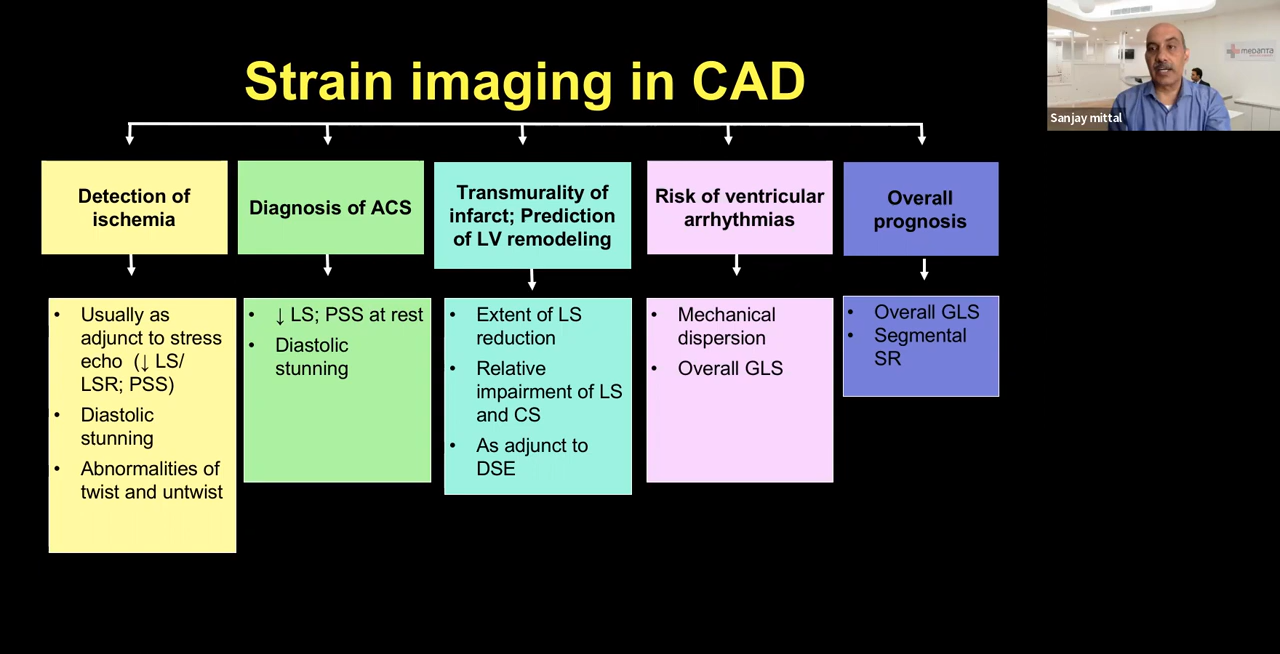 Strain imaging in CAD
Detection of
ischemia
• Usually as
adjunct to stress
echo (↓ LS/
LSR; PSS)
• Diastolic
stunning
• Abnormalities of
twist and untwist
Diagnosis of ACS
• ↓ LS; PSS at rest
• Diastolic
stunning
Transmurality of
infarct; Prediction
of LV remodeling
• Extent of LS
reduction
• Relative
impairment of LS
and CS
• As adjunct to
DSE
Risk of ventricular
arrhythmias
• Mechanical
dispersion
• Overall GLS
Overall
prognosis
• Overall GLS
• Segmental
SR
medanta
Sanjay mittal